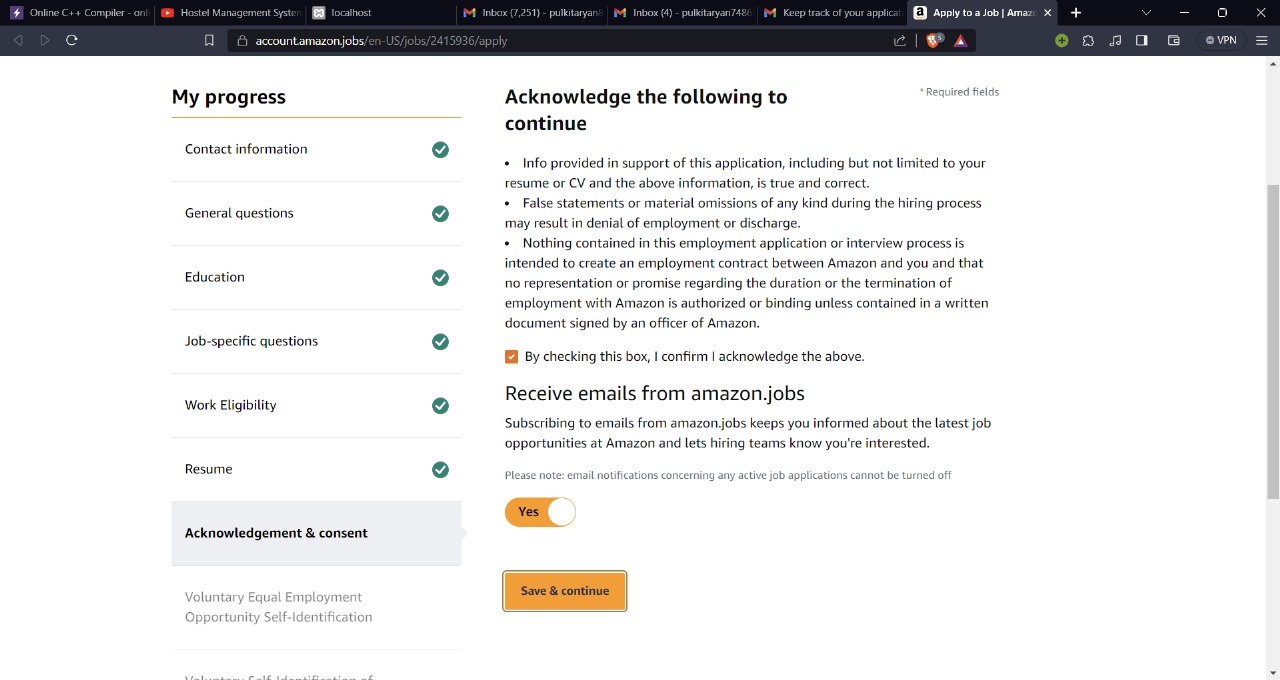 Online C++ Compiler - onli
Hostel Management System
localhost
Inbox (7,251) - pulkitaryan8
Inbox (4) - pulkitaryan7486
Keep track of your applicat
Apply to a Job | Amazo
account.amazon.jobs/en-US/jobs/2415936/apply
5
VPN
My progress
Contact information
General questions
Education
Job-specific questions
Work Eligibility
Resume
Acknowledgement & consent
Voluntary Equal Employment
Opportunity Self-Identification
Voluntary Self-Identification of
Acknowledge the following to
continue
* Required fields
• Info provided in support of this application, including but not limited to your
resume or CV and the above information, is true and correct.
• False statements or material omissions of any kind during the hiring process
may result in denial of employment or discharge.
• Nothing contained in this employment application or interview process is
intended to create an employment contract between Amazon and you and that
no representation or promise regarding the duration or the termination of
employment with Amazon is authorized or binding unless contained in a written
document signed by an officer of Amazon.
By checking this box, I confirm I acknowledge the above.
Receive emails from amazon.jobs
Subscribing to emails from amazon.jobs keeps you informed about the latest job
opportunities at Amazon and lets hiring teams know you're interested.
Please note: email notifications concerning any active job applications cannot be turned off
Yes
Save & continue